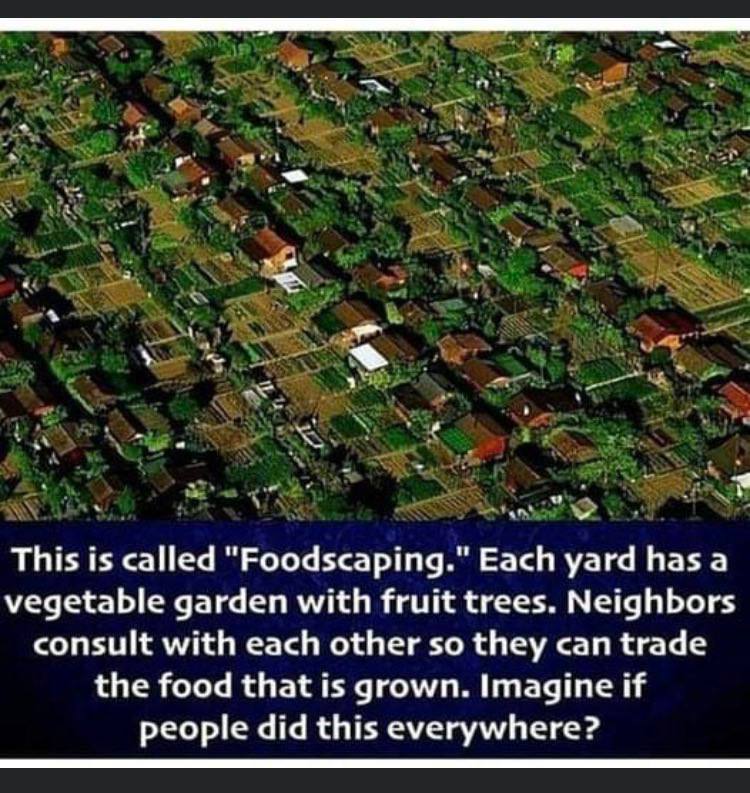 This is called "Foodscaping." Each yard has a
vegetable garden with fruit trees. Neighbors
consult with each other so they can trade
the food that is grown. Imagine if
people did this everywhere?